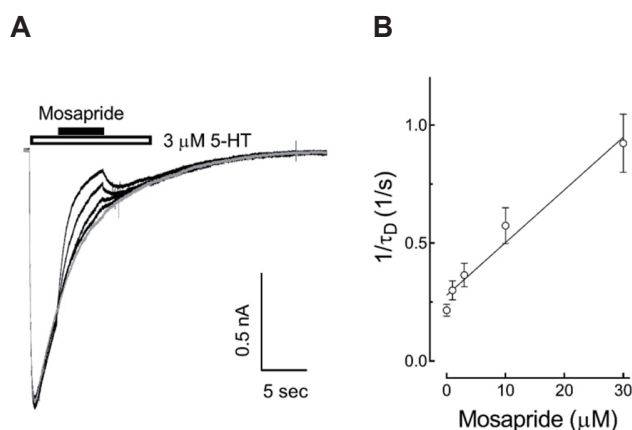 A
Mosapride
3 μM 5-HT
0.5 nA
5 sec
B
1/τD (1/s)
1.0
0.5
0.0
0 10 20 30
Mosapride (μM)